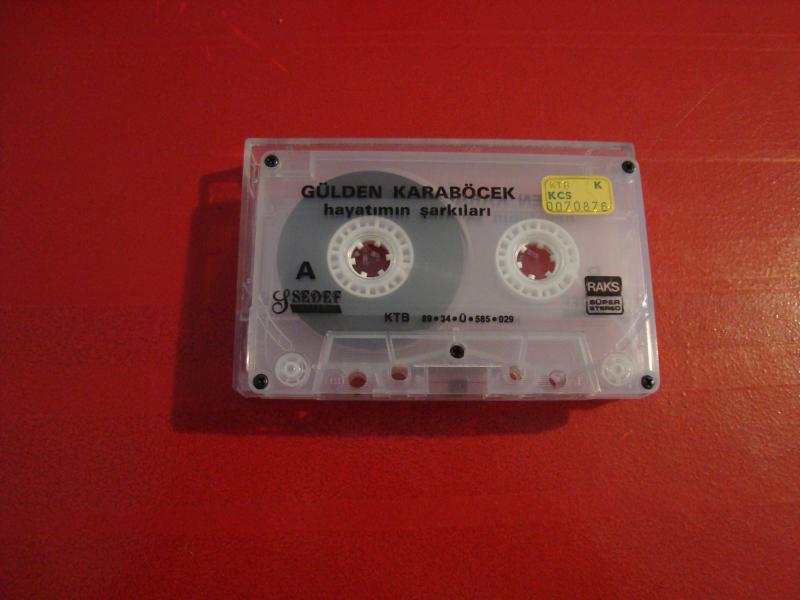 GÜLDEN KARABÖCEK
hayatımın şarkıları
KTB K
KCS
0070876
A
SEDEF
RAKS
SÜPER
STEREO
KTB 89•34•Ü•585•029